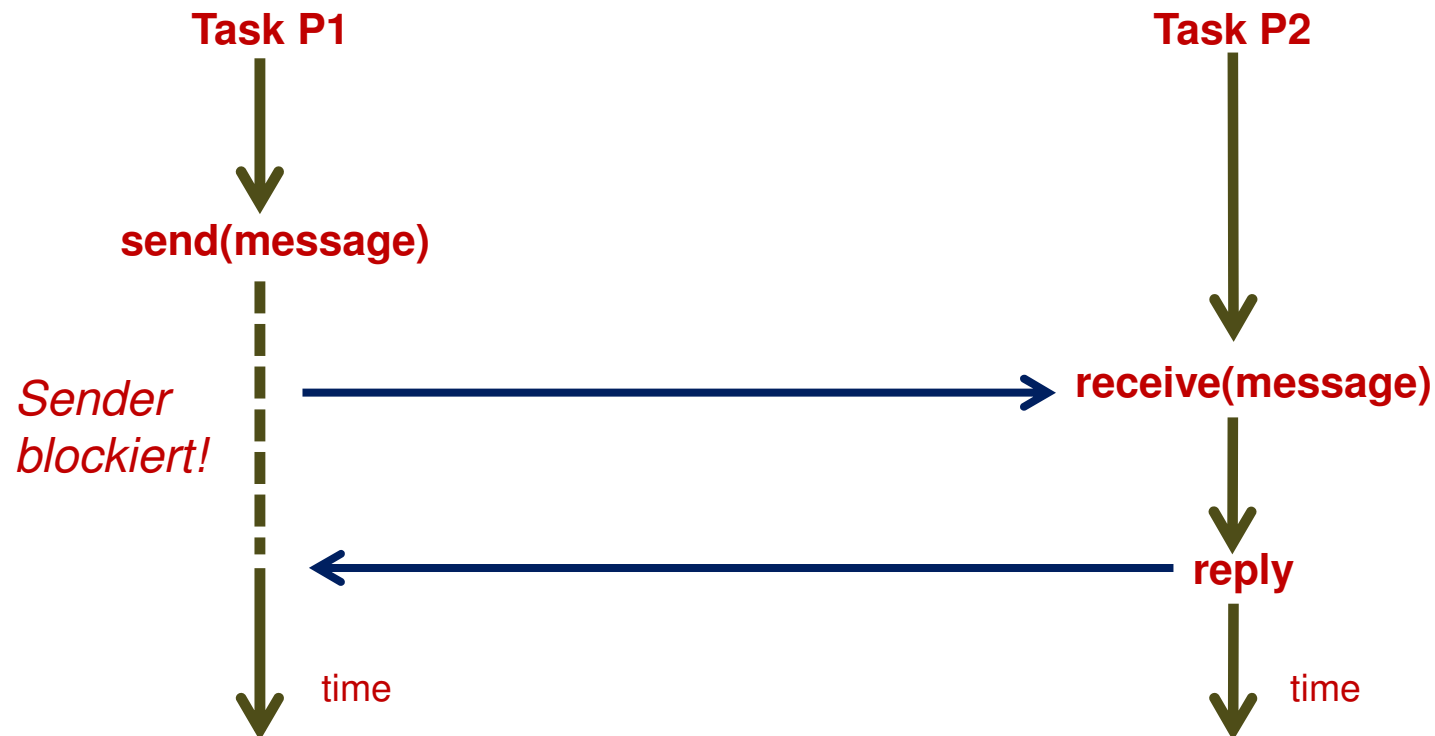 Task P1
Task P2
send(message)
Sender
blockiert!
receive(message)
reply
time
time